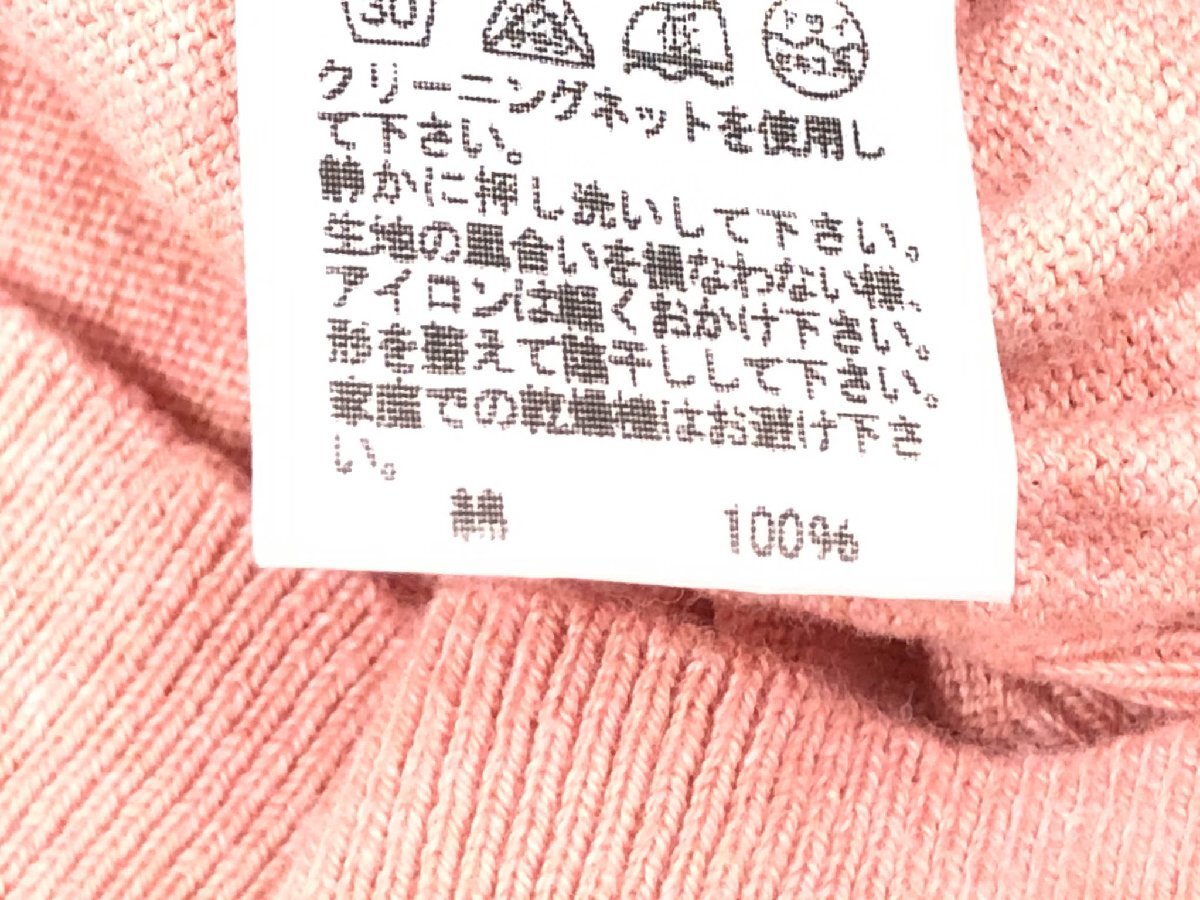 30
クリーニングネットを使用し
て下さい。
静かに押し洗いして下さい。
生地の風合いを損なわない様、
アイロンは軽くおかけ下さい。
形を整えて陰干しして下さい。
家庭での乾燥機はお避け下さ
い。
綿 100%